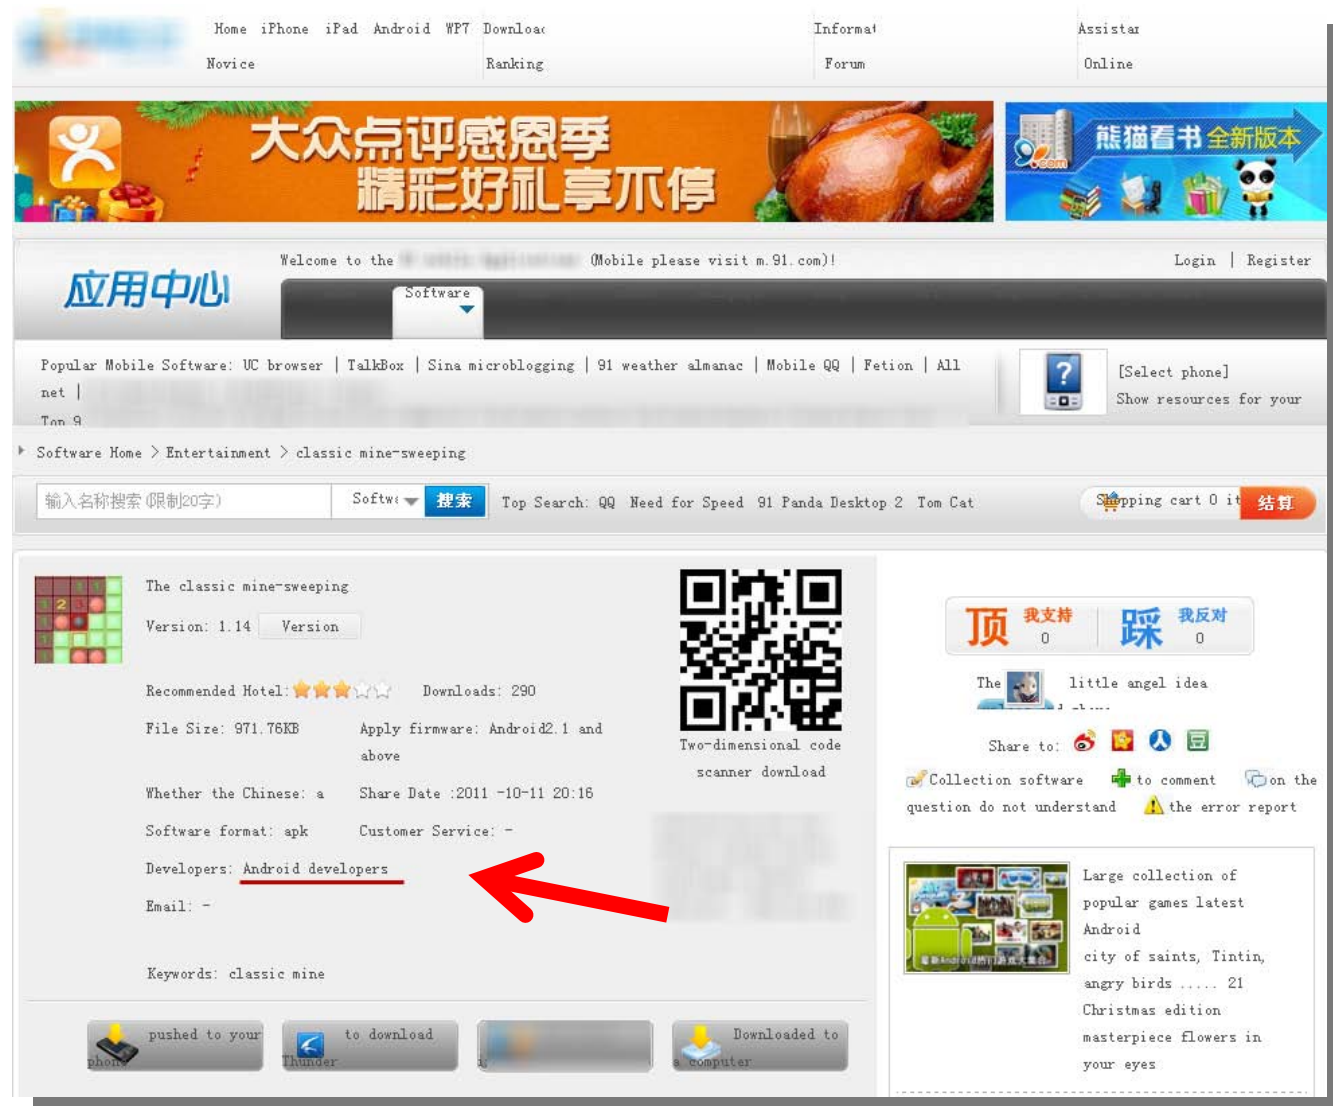 Home iPhone iPad Android WP7 Downloa Informat Assistan
Novice Ranking Forum Online
大众点评感恩季
精彩好礼享不停
熊猫看书 全新版本
.com
应用中心
Welcome to the (Mobile please visit m.91.com)!
Login | Register
Software
Popular Mobile Software: UC browser | TalkBox | Sina microblogging | 91 weather almanac | Mobile QQ | Fetion | All
net |
Top 9
[Select phone]
Show resources for your
Software Home > Entertainment > classic mine-sweeping
输入名称搜索(限制20字)
Softwa
搜索
Top Search: QQ Need for Speed 91 Panda Desktop 2 Tom Cat
Shopping cart 0 it
结算
The classic mine-sweeping
Version: 1.14 Version
Recommended Hotel: Downloads: 290
File Size: 971.76KB Apply firmware: Android2.1 and
above
Whether the Chinese: a Share Date :2011 -10-11 20:16
Software format: apk Customer Service: -
Developers: Android developers
Email: -
Keywords: classic mine
Two-dimensional code
scanner download
顶 我支持 0
踩 我反对 0
The little angel idea
Share to:
Collection software to comment on the
question do not understand the error report
Large collection of
popular games latest
Android
city of saints, Tintin,
angry birds ..... 21
Christmas edition
masterpiece flowers in
your eyes
pushed to your
phone
to download
Thunder
Downloaded to
a computer